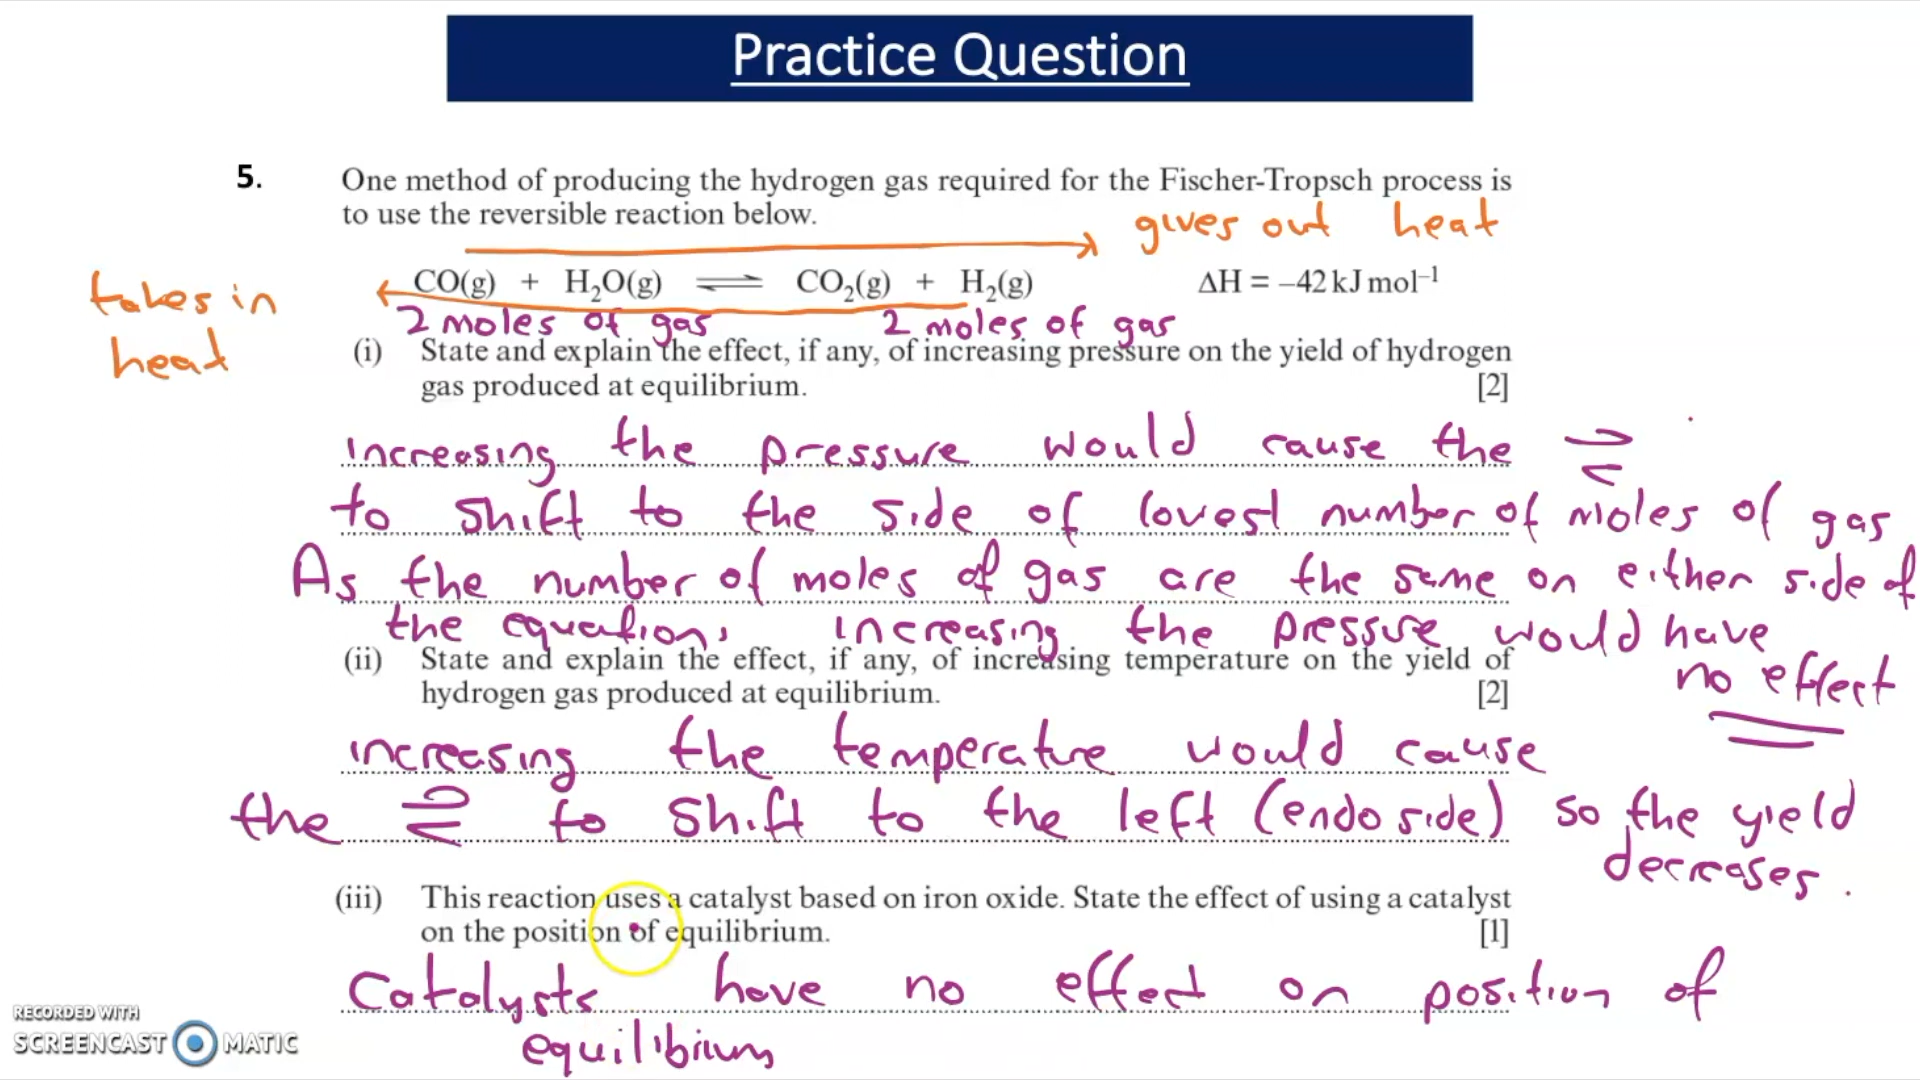 Practice Question
5. One method of producing the hydrogen gas required for the Fischer-Tropsch process is
to use the reversible reaction below.
gives out heat
CO(g) + H₂O(g) ⇌ CO₂(g) + H₂(g) ΔH = –42 kJ mol⁻¹
takes in
heat
2 moles of gas 2 moles of gas
(i) State and explain the effect, if any, of increasing pressure on the yield of hydrogen
gas produced at equilibrium. [2]
increasing the pressure would cause the ⇌
to shift to the side of lowest number of moles of gas
As the number of moles of gas are the same on either side of
the equation, increasing the pressure would have
no effect
(ii) State and explain the effect, if any, of increasing temperature on the yield of
hydrogen gas produced at equilibrium. [2]
increasing the temperature would cause
the ⇌ to shift to the left (endo side) so the yield
decreases.
(iii) This reaction uses a catalyst based on iron oxide. State the effect of using a catalyst
on the position of equilibrium. [1]
Catalysts have no effect on position of
equilibrium
RECORDED WITH
SCREENCAST MATIC